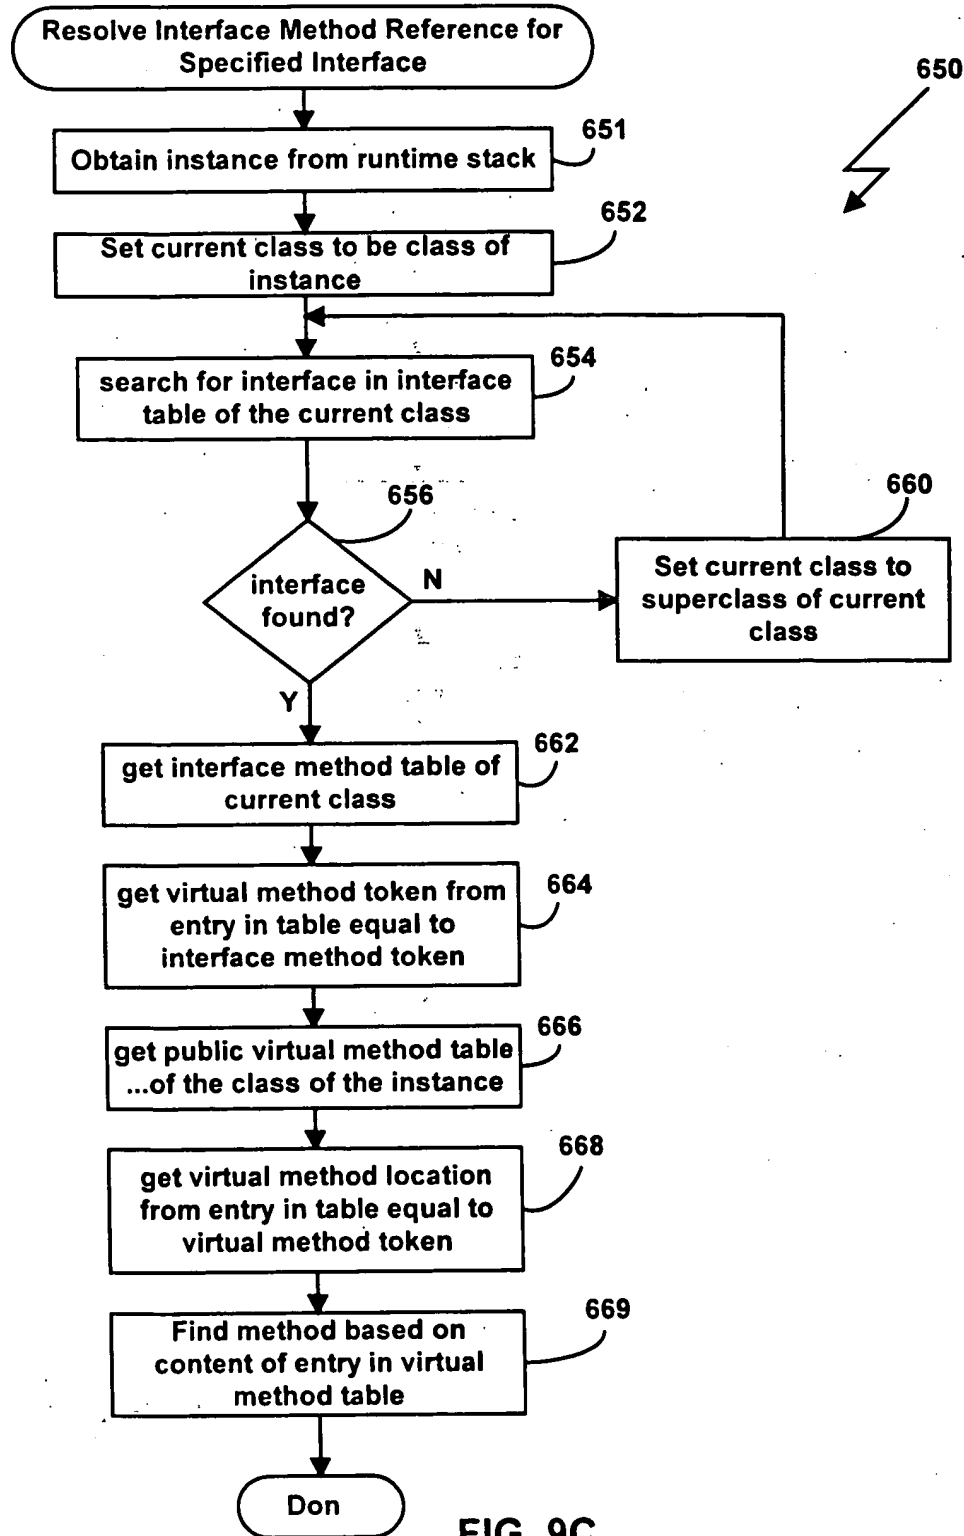 Resolve Interface Method Reference for
Specified Interface
650
651
Obtain instance from runtime stack
652
Set current class to be class of
instance
654
search for interface in interface
table of the current class
656
660
interface
found?
N
Set current class to
superclass of current
class
Y
662
get interface method table of
current class
664
get virtual method token from
entry in table equal to
interface method token
666
get public virtual method table
...of the class of the instance
668
get virtual method location
from entry in table equal to
virtual method token
669
Find method based on
content of entry in virtual
method table
Don
FIG. 9C